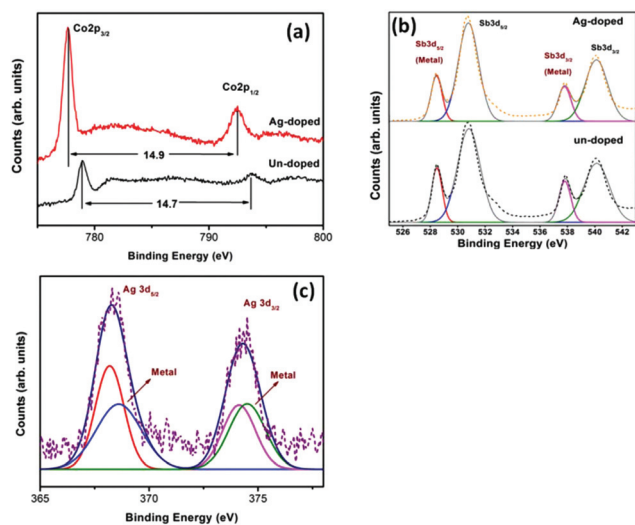 (a)
Co2p3/2
Co2p1/2
Ag-doped
14.9
Un-doped
14.7
Counts (arb. units)
780 790 800
Binding Energy (eV)
(b)
Ag-doped
Sb3d5/2
Sb3d5/2
(Metal)
Sb3d3/2
(Metal)
Sb3d3/2
un-doped
Counts (arb. units)
526 528 530 532 534 536 538 540 542
Binding Energy (eV)
(c)
Ag 3d5/2
Ag 3d3/2
Metal
Metal
Counts (arb. units)
365 370 375
Binding Energy (eV)